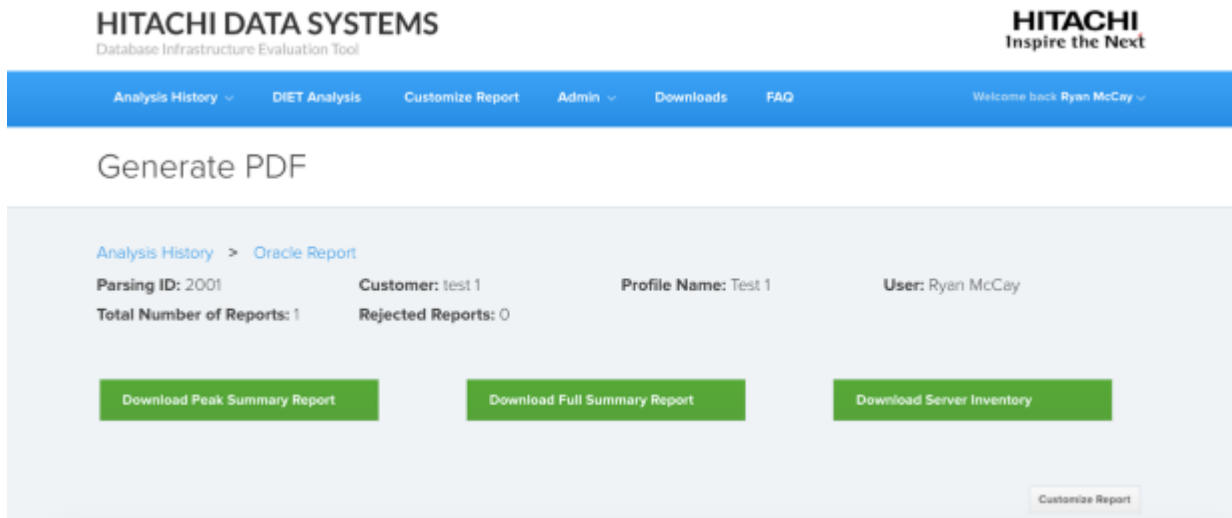 HITACHI DATA SYSTEMS
Database Infrastructure Evaluation Tool
HITACHI
Inspire the Next
Analysis History DIET Analysis Customize Report Admin Downloads FAQ Welcome back Ryan McCay
Generate PDF
Analysis History > Oracle Report
Parsing ID: 2001 Customer: test 1 Profile Name: Test 1 User: Ryan McCay
Total Number of Reports: 1 Rejected Reports: 0
Download Peak Summary Report Download Full Summary Report Download Server Inventory
Customize Report